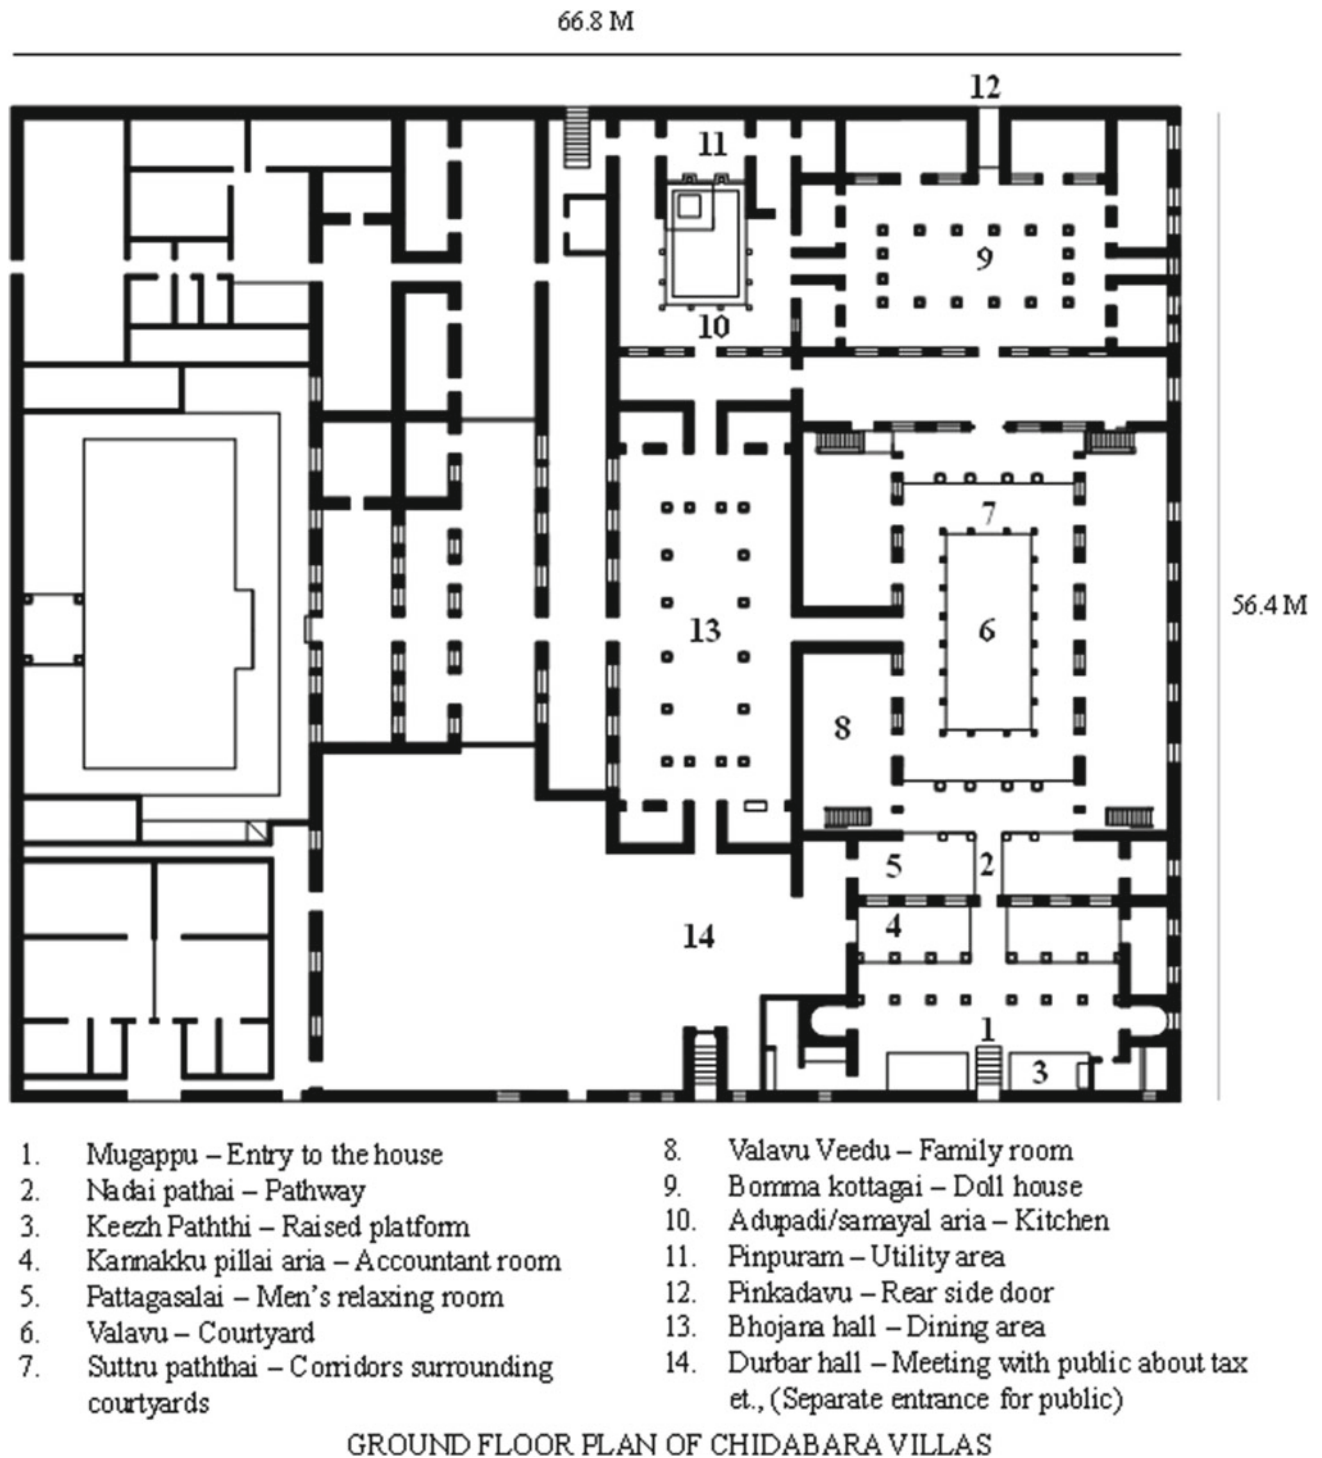 66.8 M
12
11
9
10
7
56.4 M
6
13
8
5
2
4
14
1
3
1. Mugappu – Entry to the house
2. Nadai pathai – Pathway
3. Keezh Paththi – Raised platform
4. Kannakku pillai aria – Accountant room
5. Pattagasalai – Men's relaxing room
6. Valavu – Courtyard
7. Suttru paththai – Corridors surrounding
courtyards
8. Valavu Veedu – Family room
9. Bomma kottagai – Doll house
10. Adupadi/samayal aria – Kitchen
11. Pinpuram – Utility area
12. Pinkadavu – Rear side door
13. Bhojana hall – Dining area
14. Durbar hall – Meeting with public about tax
et., (Separate entrance for public)
GROUND FLOOR PLAN OF CHIDABARA VILLAS